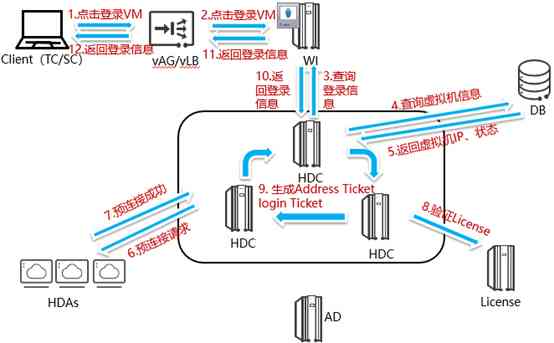 1.点击登录VM
2.点击登录VM
12.返回登录信息
11.返回登录信息
Client（TC/SC）
vAG/vLB
WI
10.返
回登录
信息
3.查询
登录信
息
4.查询虚拟机信息
DB
5.返回虚拟机IP、状态
HDC
7.预连接成功
9. 生成Address Ticket
login Ticket
8.验证License
6.预连接请求
HDC
HDC
HDAs
License
AD